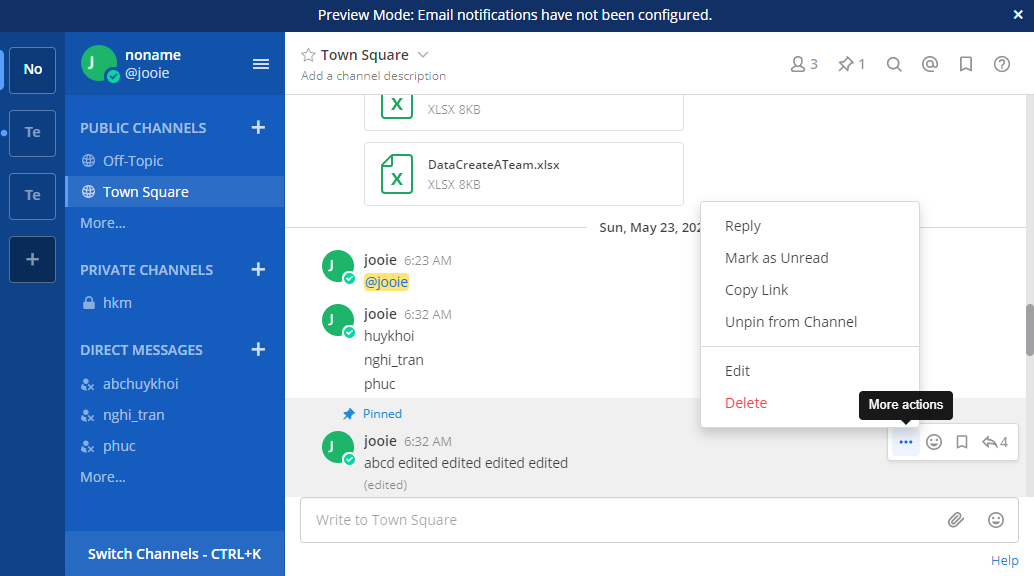 Preview Mode: Email notifications have not been configured.
No
Te
Te
J
noname
@jooie
PUBLIC CHANNELS
Off-Topic
Town Square
More...
PRIVATE CHANNELS
hkm
DIRECT MESSAGES
abchuykhoi
nghi_tran
phuc
More...
Switch Channels - CTRL+K
Town Square
Add a channel description
3
1
X
XLSX 8KB
X
DataCreateATeam.xlsx
XLSX 8KB
Sun, May 23,
J
jooie 6:23 AM
@jooie
J
jooie 6:32 AM
huykhoi
nghi_tran
phuc
Pinned
J
jooie 6:32 AM
abcd edited edited edited edited
(edited)
Reply
Mark as Unread
Copy Link
Unpin from Channel
Edit
Delete
More actions
4
Write to Town Square
Help